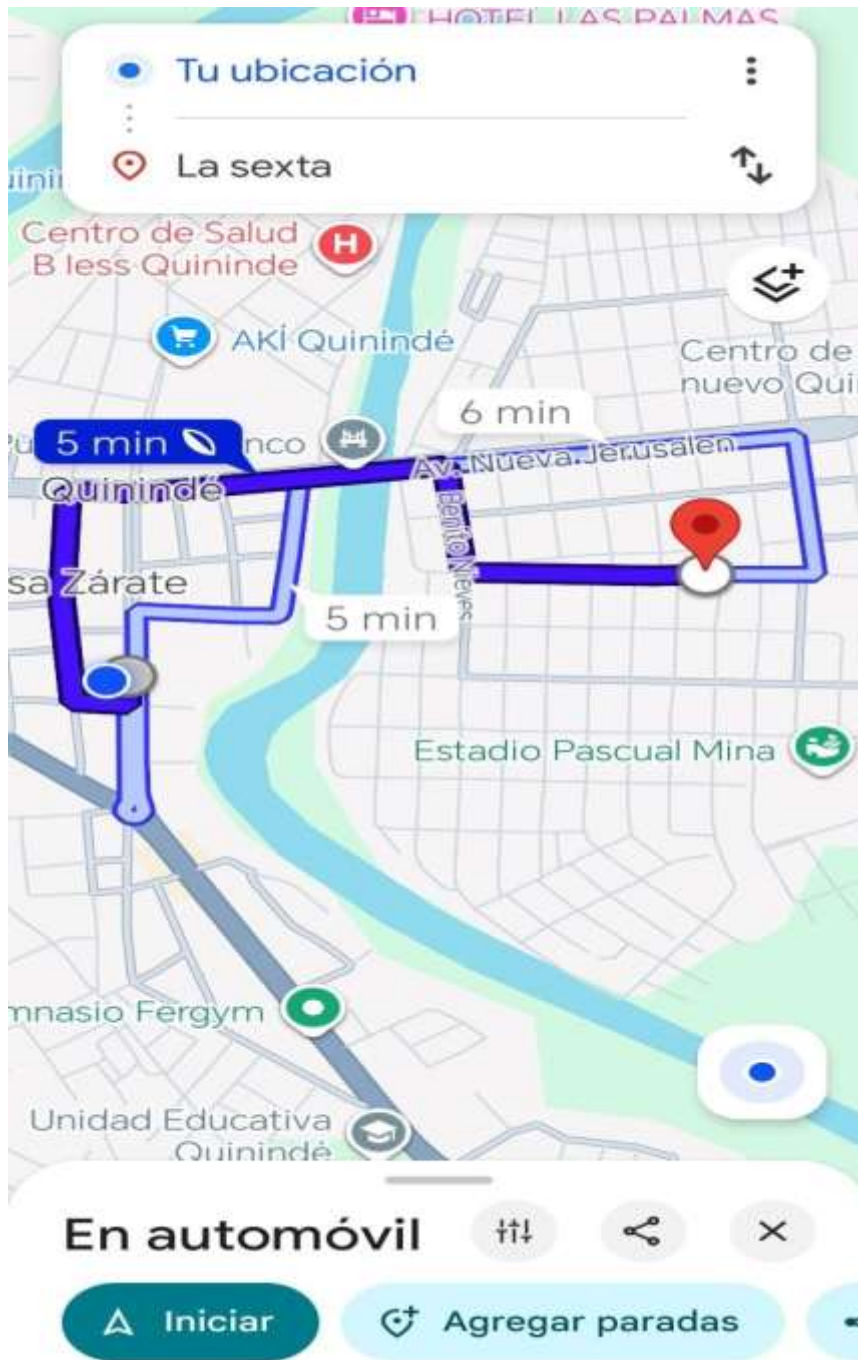 HOTEL LAS PALMAS
Tu ubicación
La sexta
Centro de Salud
B less Quininde
AKÍ Quinindé
Centro de
nuevo Qui
6 min
5 min
nco
Av. Nueva Jerusalen
Quinindé
Benito Nieves
sa Zárate
5 min
Estadio Pascual Mina
mnasio Fergym
Unidad Educativa
Quinindé
En automóvil
Iniciar
Agregar paradas